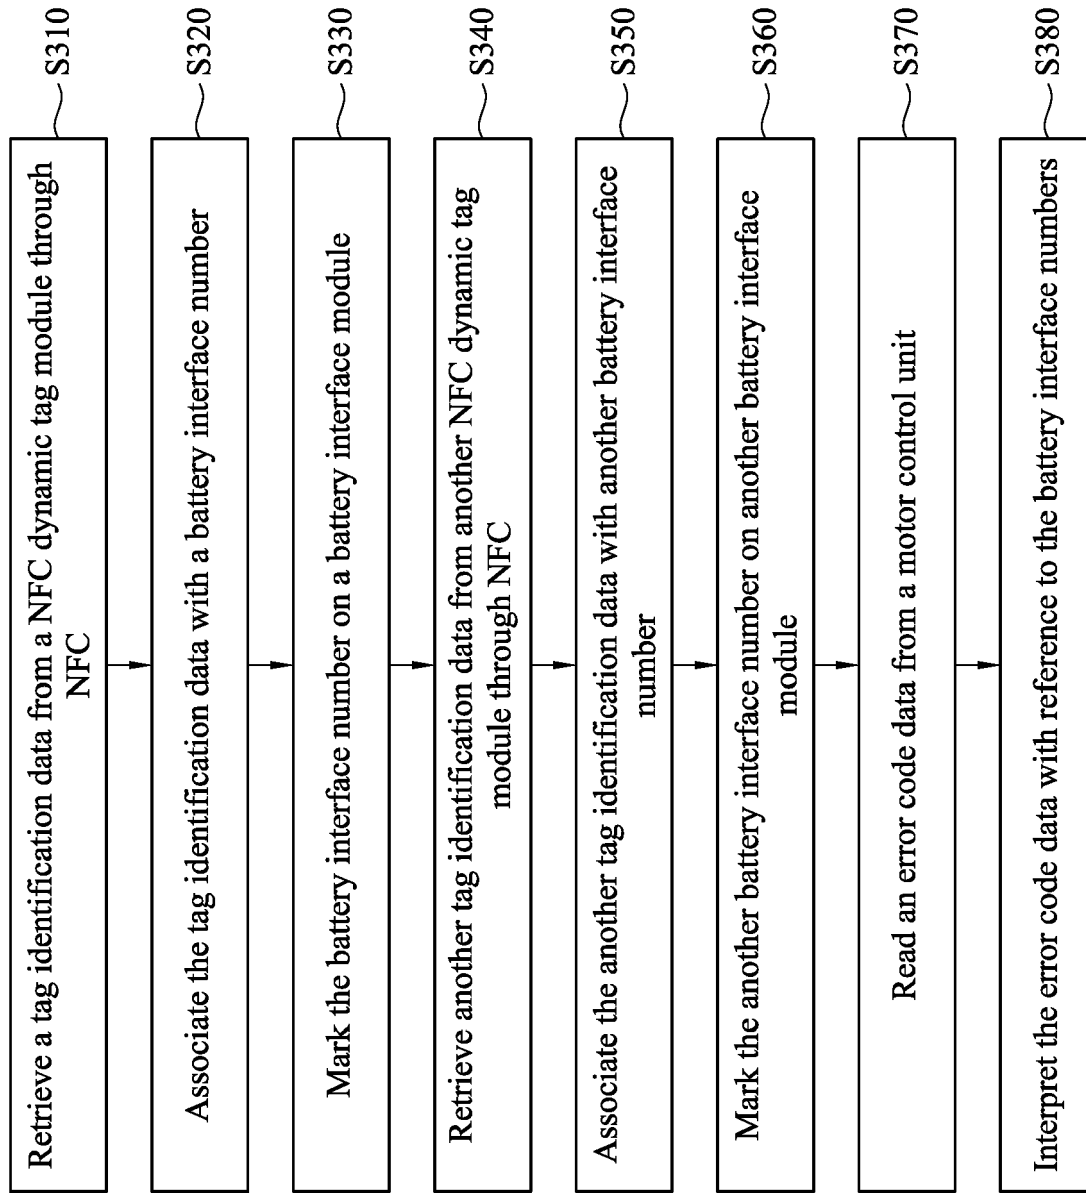 Retrieve a tag identification data from a NFC dynamic tag module through
NFC
S310
Associate the tag identification data with a battery interface number
S320
Mark the battery interface number on a battery interface module
S330
Retrieve another tag identification data from another NFC dynamic tag
module through NFC
S340
Associate the another tag identification data with another battery interface
number
S350
Mark the another battery interface number on another battery interface
module
S360
Read an error code data from a motor control unit
S370
Interpret the error code data with reference to the battery interface numbers
S380